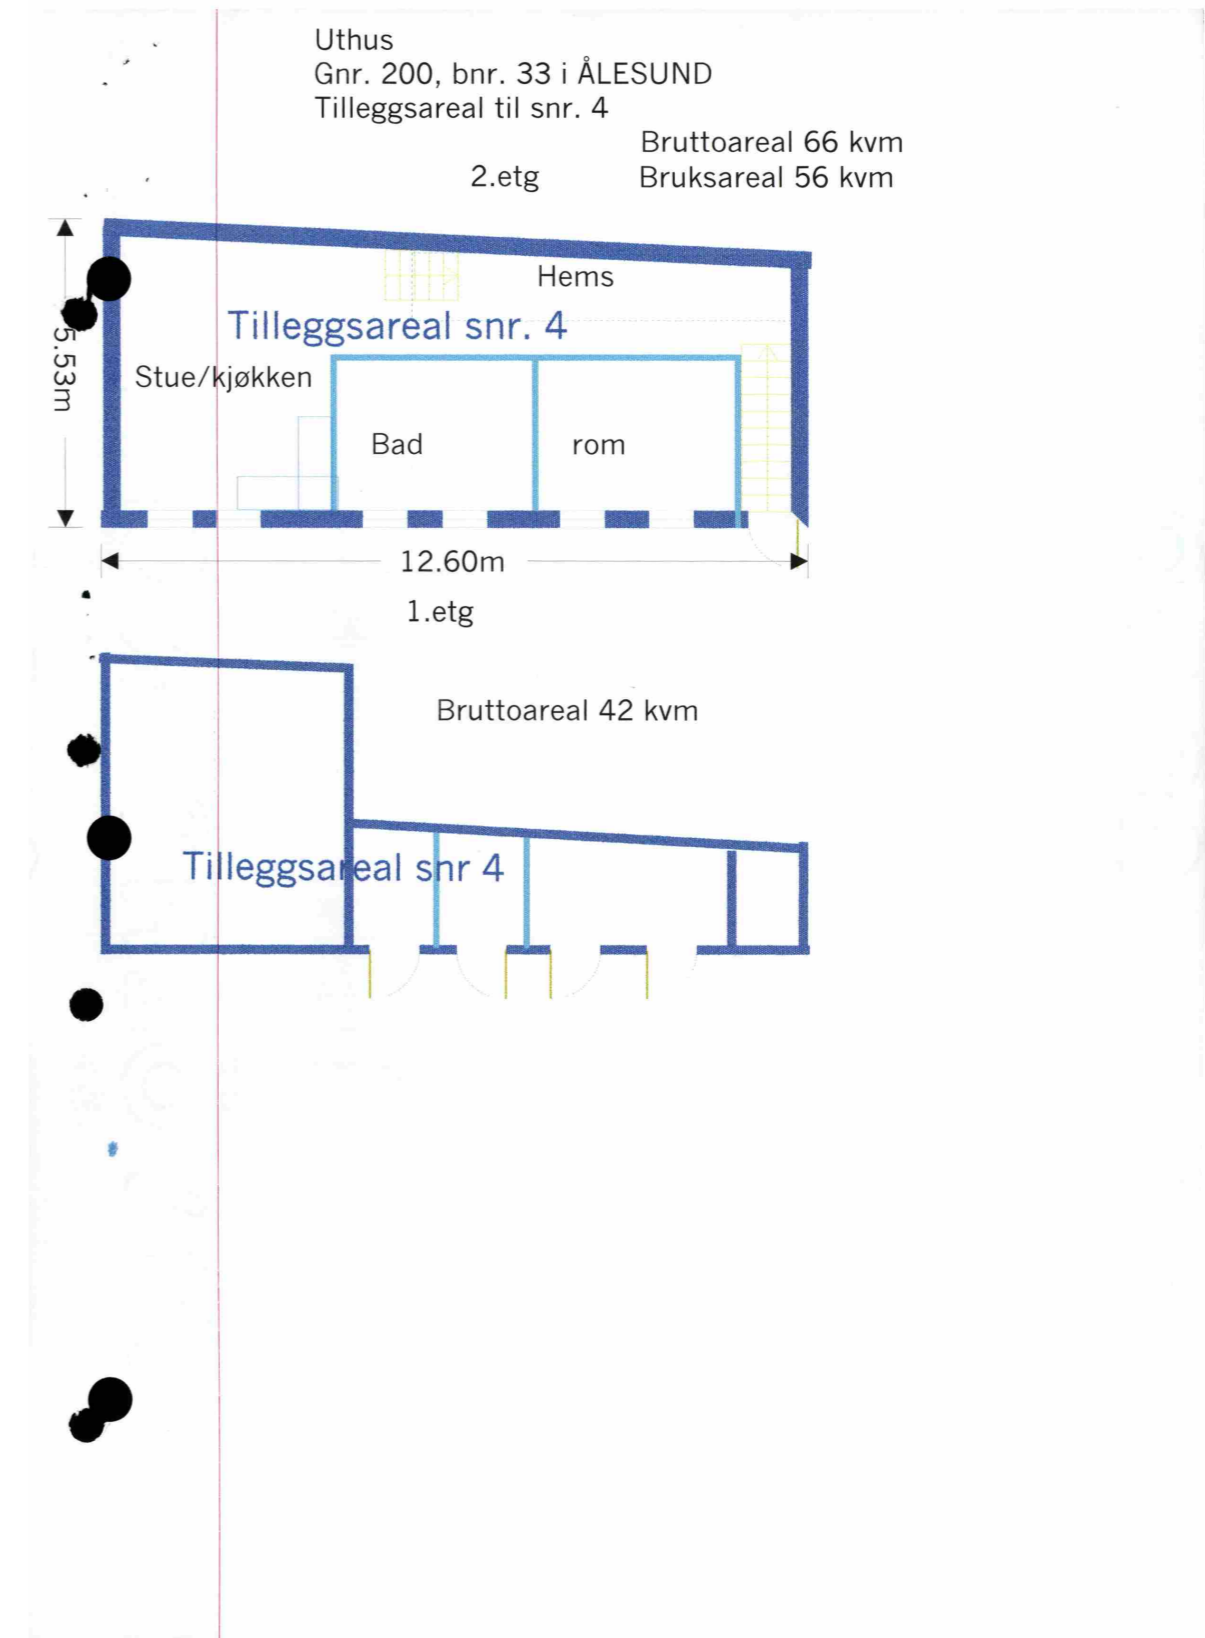 Uthus
Gnr. 200, bnr. 33 i ÅLESUND
Tilleggsareal til snr. 4
Bruttoareal 66 kvm
2.etg
Bruksareal 56 kvm
Hems
Tilleggsareal snr. 4
5.53m
Stue/kjøkken
Bad
rom
12.60m
1.etg
Bruttoareal 42 kvm
Tilleggsareal snr 4